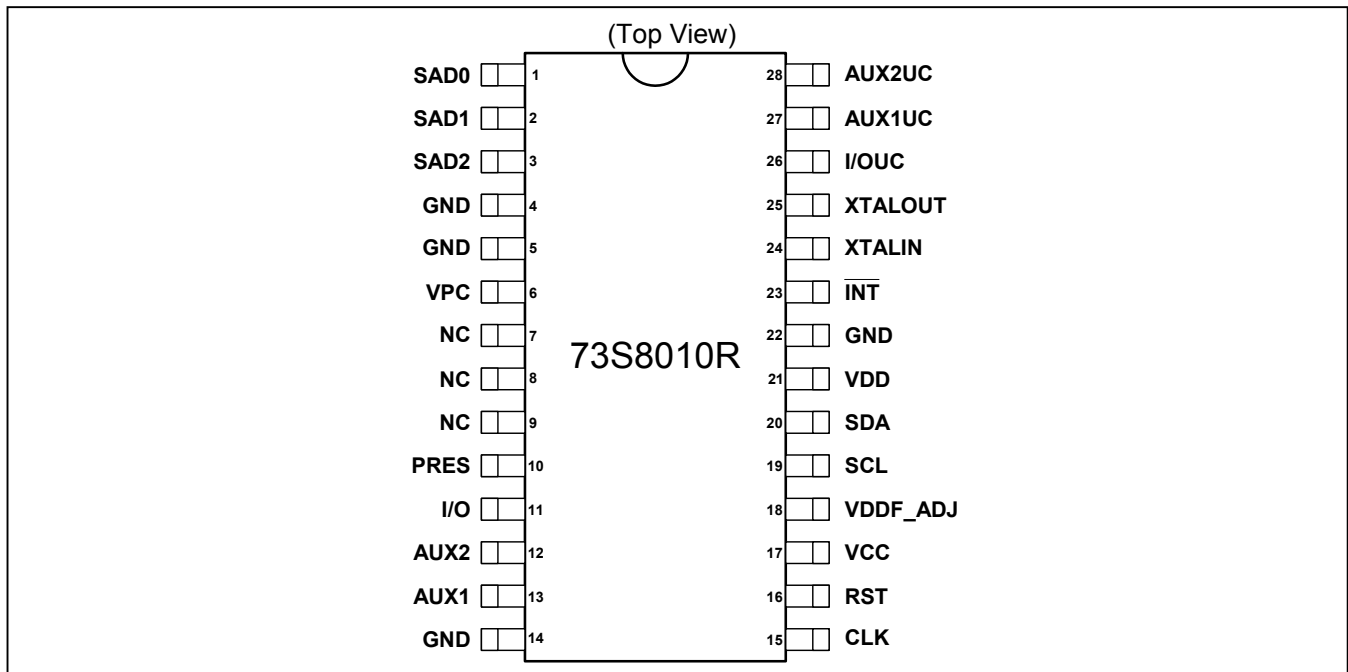 (Top View)
SAD0 1 28 AUX2UC
SAD1 2 27 AUX1UC
SAD2 3 26 I/OUC
GND 4 25 XTALOUT
GND 5 24 XTALIN
VPC 6 23 INT
NC 7 22 GND
73S8010R
NC 8 21 VDD
NC 9 20 SDA
PRES 10 19 SCL
I/O 11 18 VDDF_ADJ
AUX2 12 17 VCC
AUX1 13 16 RST
GND 14 15 CLK